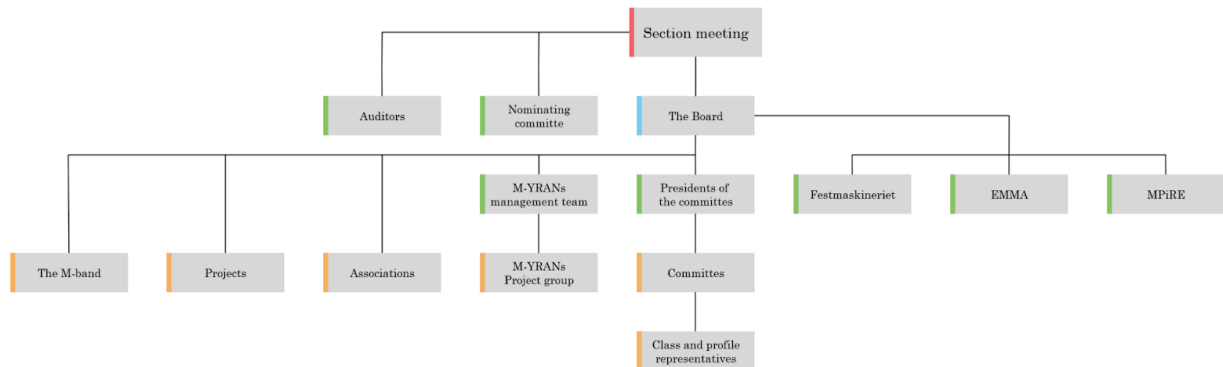 Section meeting
Auditors
Nominating
committe
The Board
M-YRANs
management team
Presidents of
the committes
Festmaskineriet
EMMA
MPiRE
The M-band
Projects
Associations
M-YRANs
Project group
Committes
Class and profile
representatives